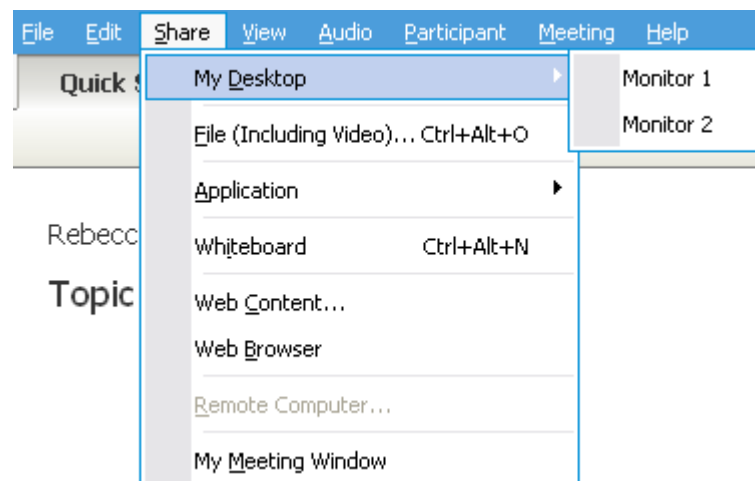 File Edit Share View Audio Participant Meeting Help
Quick
My Desktop
Monitor 1
Monitor 2
File (Including Video)... Ctrl+Alt+O
Application
Rebecc
Whiteboard Ctrl+Alt+N
Topic
Web Content...
Web Browser
Remote Computer...
My Meeting Window